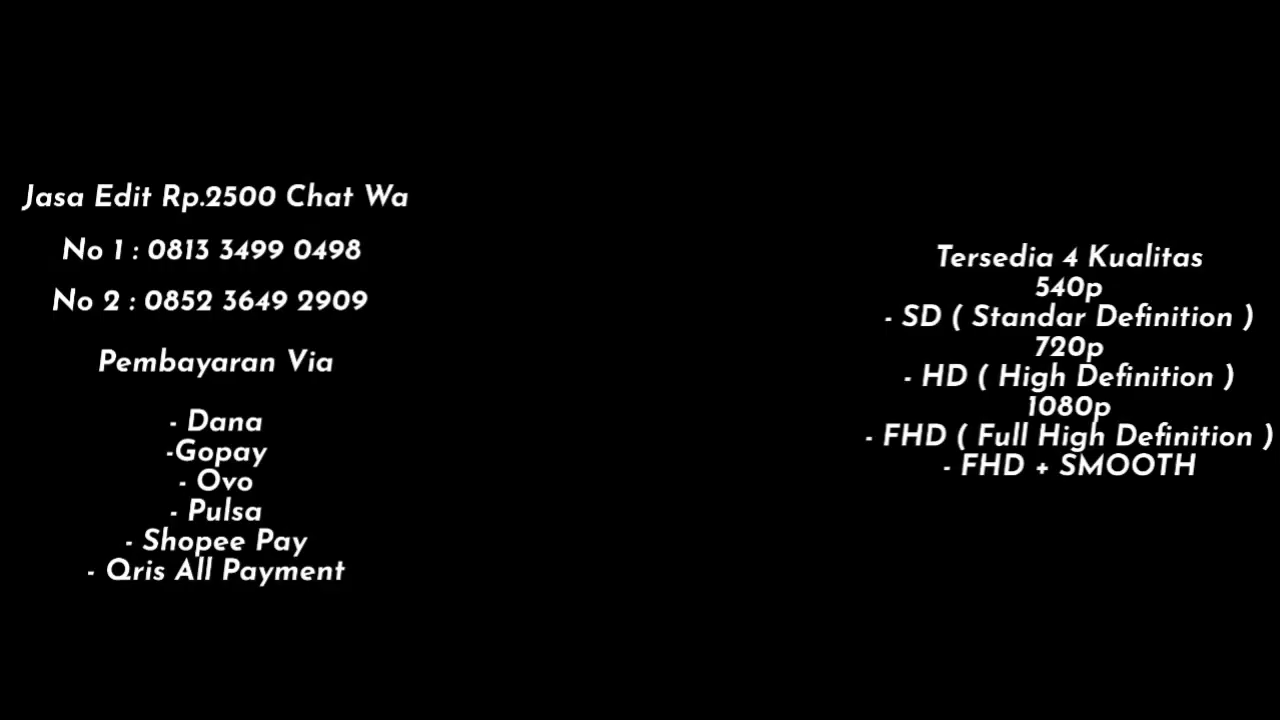 Jasa Edit Rp.2500 Chat Wa
No 1 : 0813 3499 0498
No 2 : 0852 3649 2909
Pembayaran Via
- Dana
-Gopay
- Ovo
- Pulsa
- Shopee Pay
- Qris All Payment
Tersedia 4 Kualitas
540p
- SD ( Standar Definition )
720p
- HD ( High Definition )
1080p
- FHD ( Full High Definition )
- FHD + SMOOTH